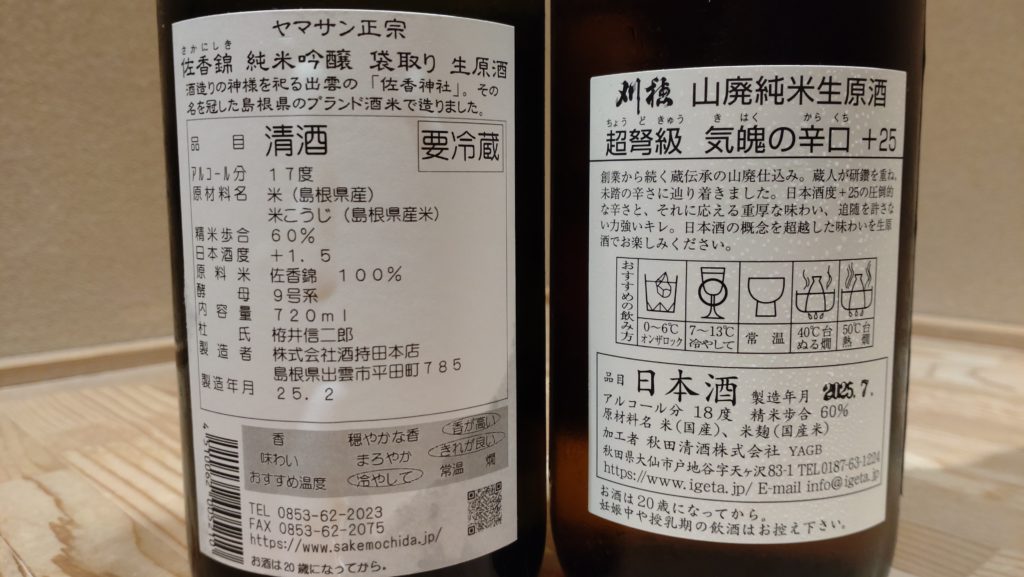 ヤマサン正宗
さかにしき
佐香錦 純米吟醸 袋取り 生原酒
酒造りの神様を祀る出雲の「佐香神社」。その
名を冠した島根県のブランド酒米で造りました。
品目 清酒 要冷蔵
アルコール分 17度
原材料名 米(島根県産)
米こうじ(島根県産米)
精米歩合 60%
日本酒度 +1.5
原料米 佐香錦 100%
酵母 9号系
内容量 720ml
杜氏 栫井信二郎
製造者 株式会社酒持田本店
島根県出雲市平田町785
製造年月 25.2
香 穏やかな香 香が高い
味わい まろやか きれが良い
おすすめ温度 冷やして 常温 燗
TEL 0853-62-2023
FAX 0853-62-2075
https://www.sakemochida.jp/
お酒は20歳になってから。
刈穂 山廃純米生原酒
ちょうどきゅう きはく からくち
超弩級 気魄の辛口 +25
創業から続く蔵伝承の山廃仕込み。蔵人が研鑽を重ね、
未踏の辛さに辿り着きました。日本酒度+25の圧倒的
な辛さと、それに応える重厚な味わい、追随を許さな
い力強いキレ。日本酒の概念を超越した味わいを生原
酒でお楽しみください。
おすすめの飲み方
0~6℃ オンザロック
7~13℃ 冷やして
常温
40℃台 ぬる燗
50℃台 熱燗
品目 日本酒 製造年月 2025.7.
アルコール分 18度 精米歩合 60%
原材料名 米(国産)、米麹(国産米)
加工者 秋田清酒株式会社 YAGB
秋田県大仙市戸地谷字天ヶ沢83-1 TEL0187-63-1224
https://www.igeta.jp/ E-mail info@igeta.jp
お酒は20歳になってから。
妊娠中や授乳期の飲酒はお控え下さい。